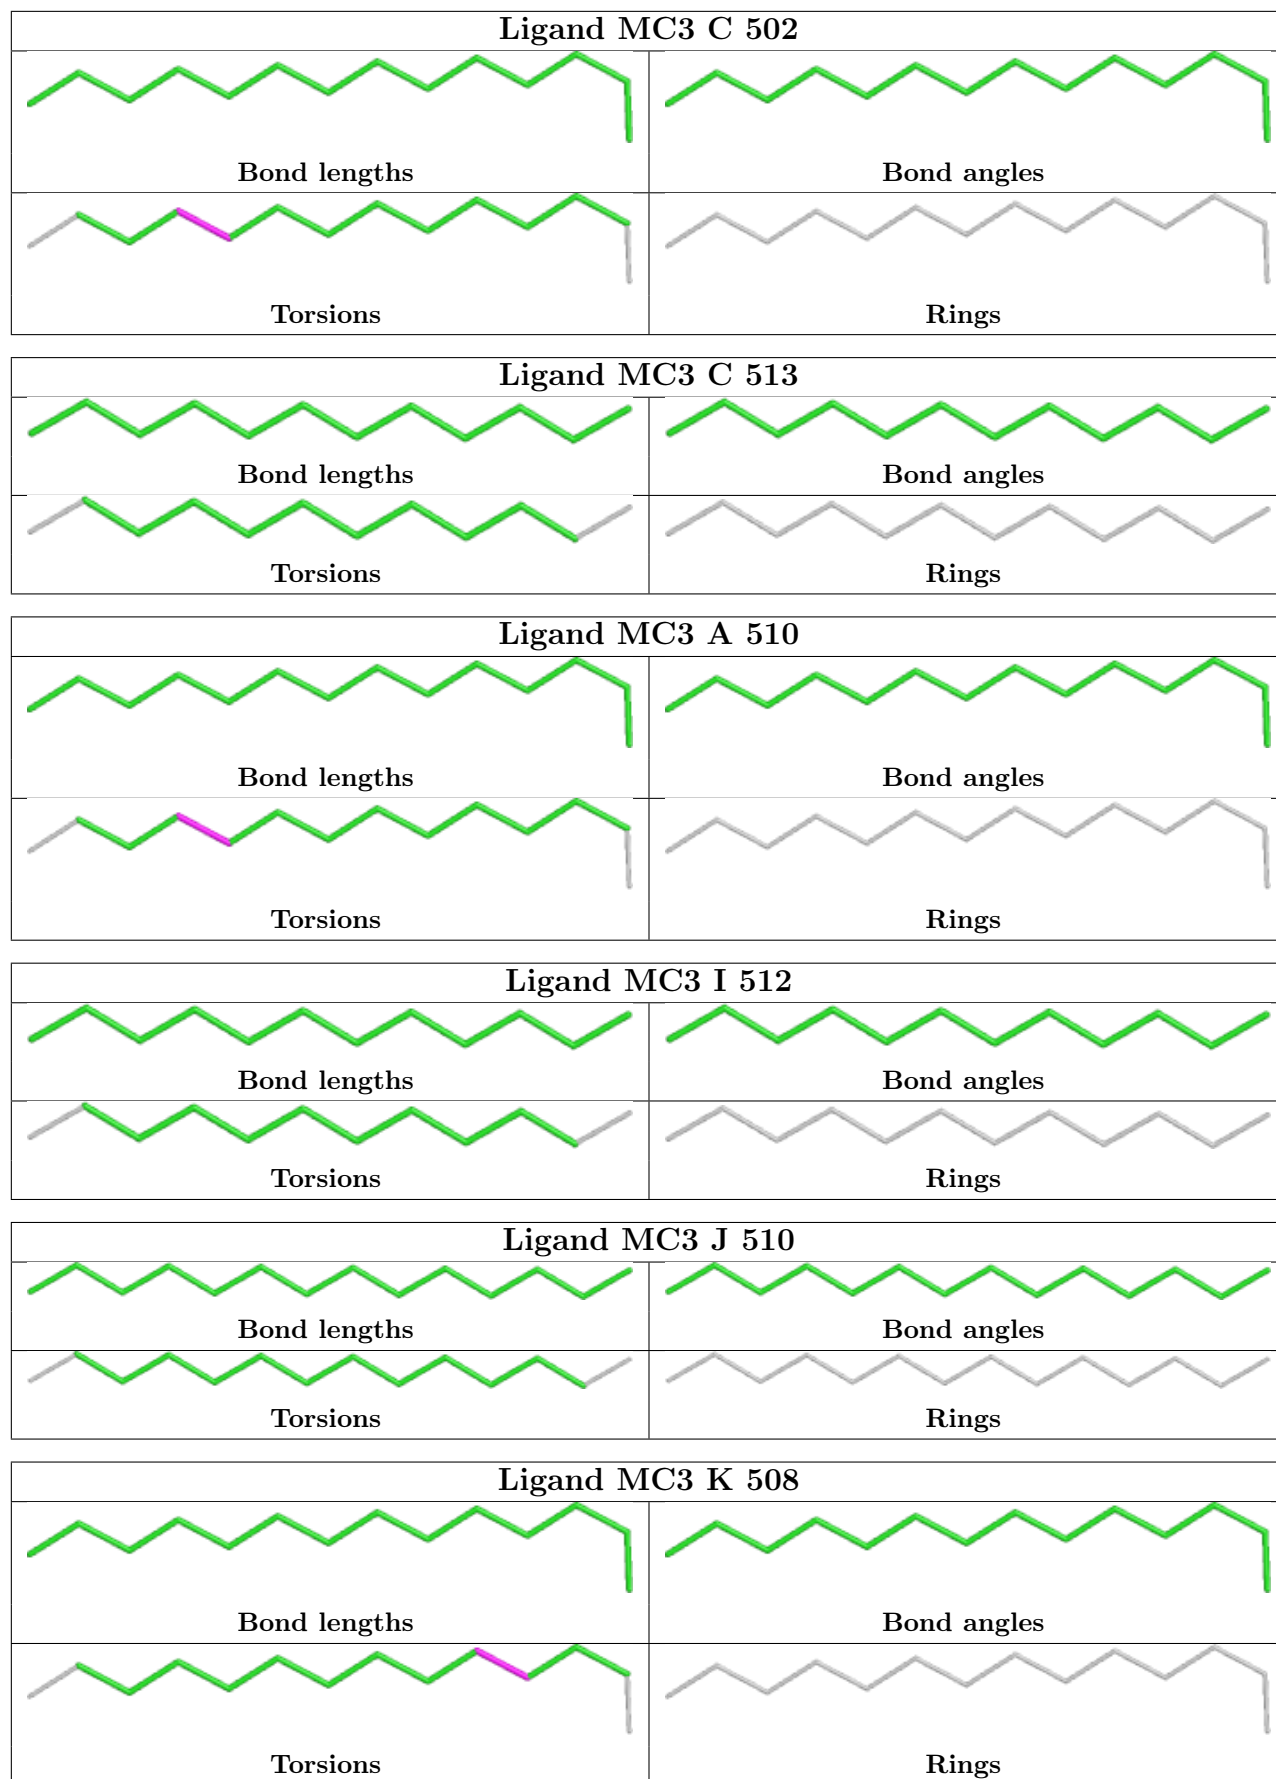 Ligand MC3 C 502
Bond lengths
Bond angles
Torsions
Rings
Ligand MC3 C 513
Bond lengths
Bond angles
Torsions
Rings
Ligand MC3 A 510
Bond lengths
Bond angles
Torsions
Rings
Ligand MC3 I 512
Bond lengths
Bond angles
Torsions
Rings
Ligand MC3 J 510
Bond lengths
Bond angles
Torsions
Rings
Ligand MC3 K 508
Bond lengths
Bond angles
Torsions
Rings